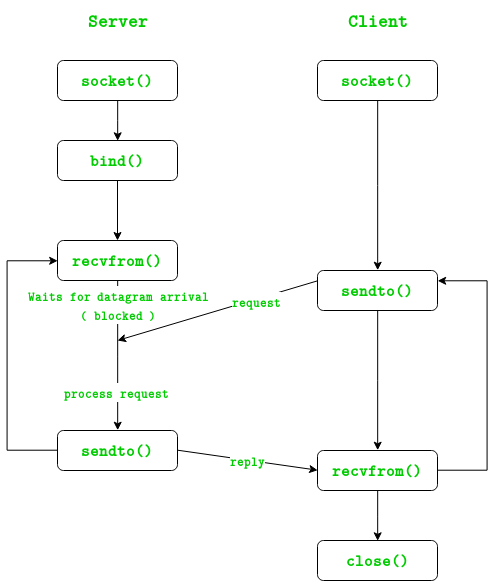 Server
Client
socket()
socket()
bind()
recvfrom()
Waits for datagram arrival
( blocked )
sendto()
request
process request
sendto()
reply
recvfrom()
close()